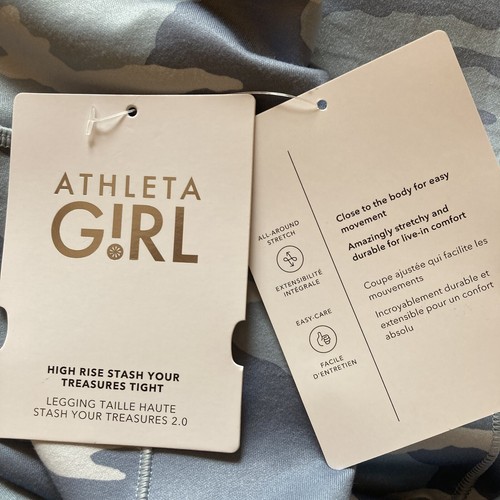 ATHLETA
GIRL
HIGH RISE STASH YOUR
TREASURES TIGHT
LEGGING TAILLE HAUTE
STASH YOUR TREASURES 2.0
ALL-AROUND
STRETCH
EXTENSIBILITÉ
INTÉGRALE
EASY-CARE
FACILE
D'ENTRETIEN
Close to the body for easy
movement
Amazingly stretchy and
durable for live-in comfort
Coupe ajustée qui facilite les
mouvements
Incroyablement durable et
extensible pour un confort
absolu